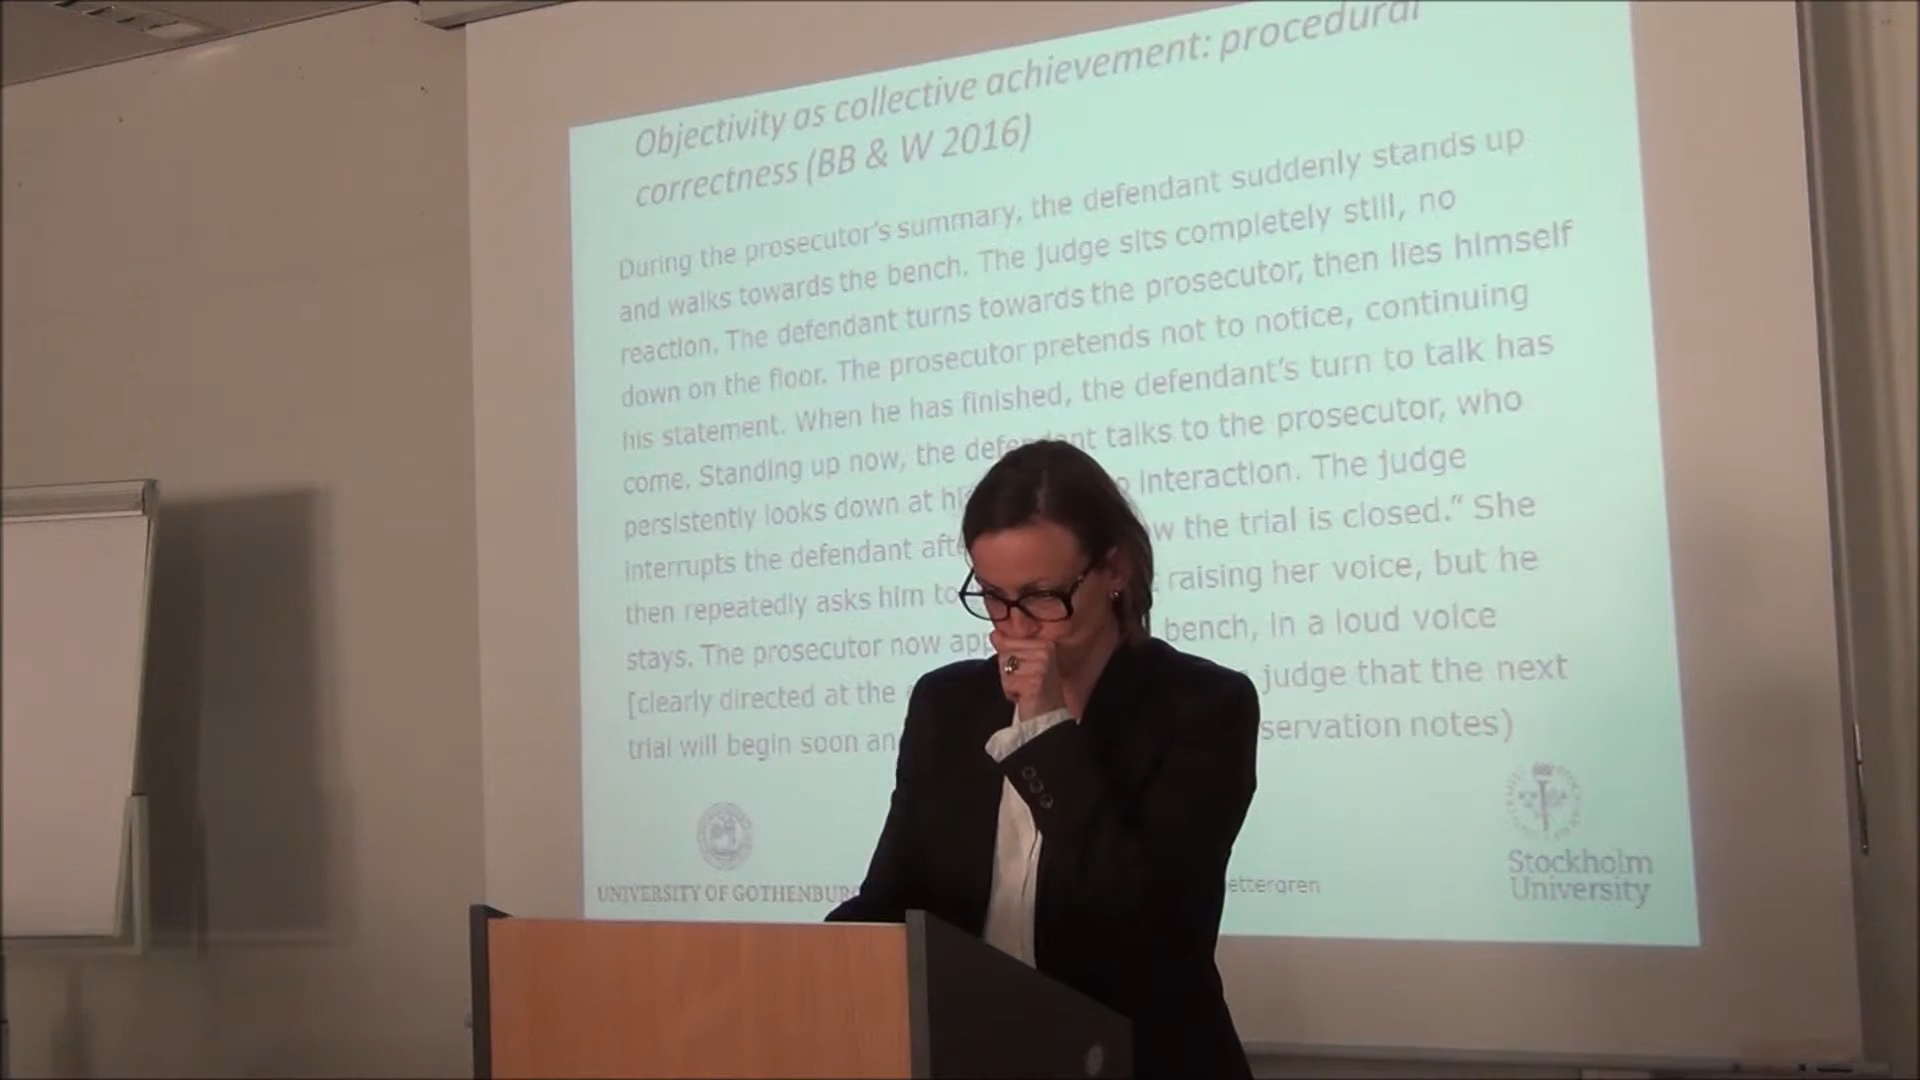 Objectivity as collective achievement: procedural
correctness (BB & W 2016)
During the prosecutor's summary, the defendant suddenly stands up
and walks towards the bench. The judge sits completely still, no
reaction. The defendant turns towards the prosecutor, then lies himself
down on the floor. The prosecutor pretends not to notice, continuing
his statement. When he has finished, the defendant's turn to talk has
come. Standing up now, the defendant talks to the prosecutor, who
persistently looks down at interaction. The judge
interrupts the defendant the trial is closed." She
then repeatedly asks him to raising her voice, but he
stays. The prosecutor now bench, in a loud voice
[clearly directed at the judge that the next
trial will begin soon notes)
UNIVERSITY OF GOTHENBURG
Stockholm
University